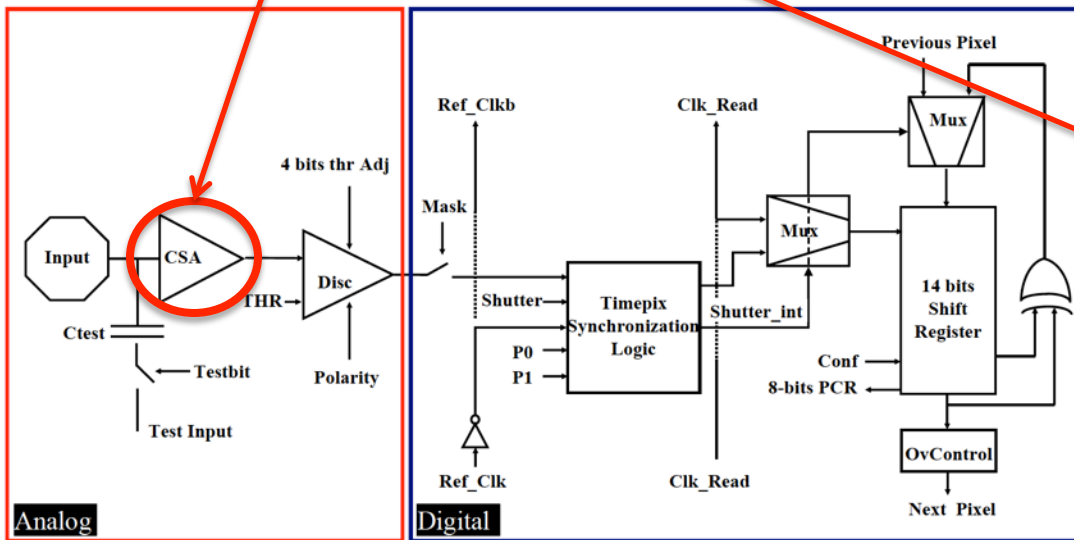 Previous Pixel
Ref_Clkb
Clk_Read
Mux
4 bits thr Adj
Mask
Input
CSA
Mux
Disc
THR
Shutter
Timepix
Synchronization
Logic
Shutter_int
14 bits
Shift
Register
Ctest
P0
P1
Conf
8-bits PCR
Testbit
Polarity
Test Input
OvControl
Ref_Clk
Clk_Read
Next Pixel
Analog
Digital